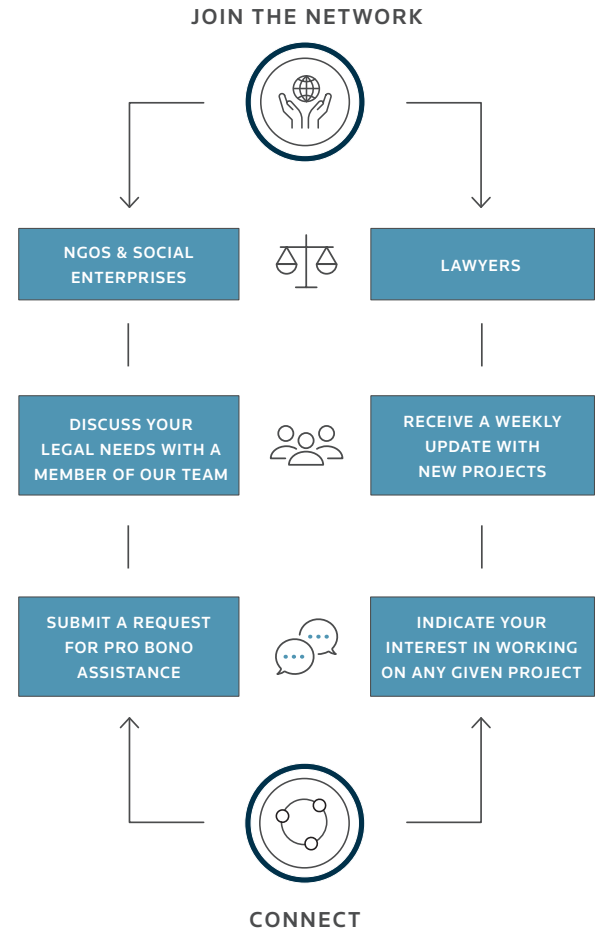 JOIN THE NETWORK
NGOS & SOCIAL
ENTERPRISES
LAWYERS
DISCUSS YOUR
LEGAL NEEDS WITH A
MEMBER OF OUR TEAM
RECEIVE A WEEKLY
UPDATE WITH
NEW PROJECTS
SUBMIT A REQUEST
FOR PRO BONO
ASSISTANCE
INDICATE YOUR
INTEREST IN WORKING
ON ANY GIVEN PROJECT
CONNECT